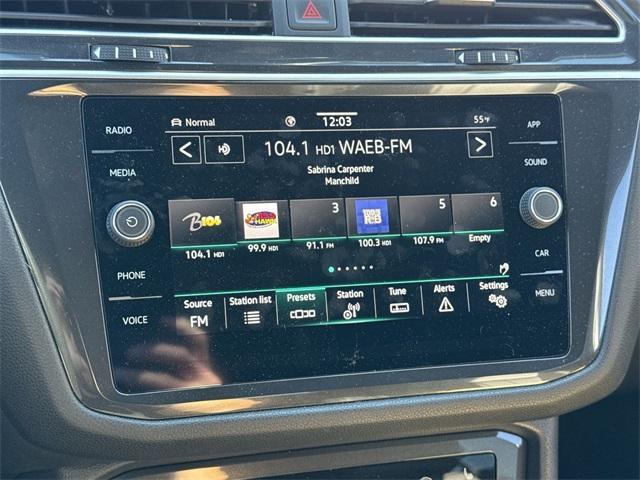 RADIO
MEDIA
PHONE
VOICE
Normal
12:03
55°F
104.1 HD1 WAEB-FM
Sabrina Carpenter
Manchild
B104
104.1 HD1
99.9 HD1
3
91.1 FM
100.3 HD1
5
107.9 FM
6
Empty
Source
FM
Station list
Presets
Station
Tune
Alerts
Settings
APP
SOUND
CAR
MENU